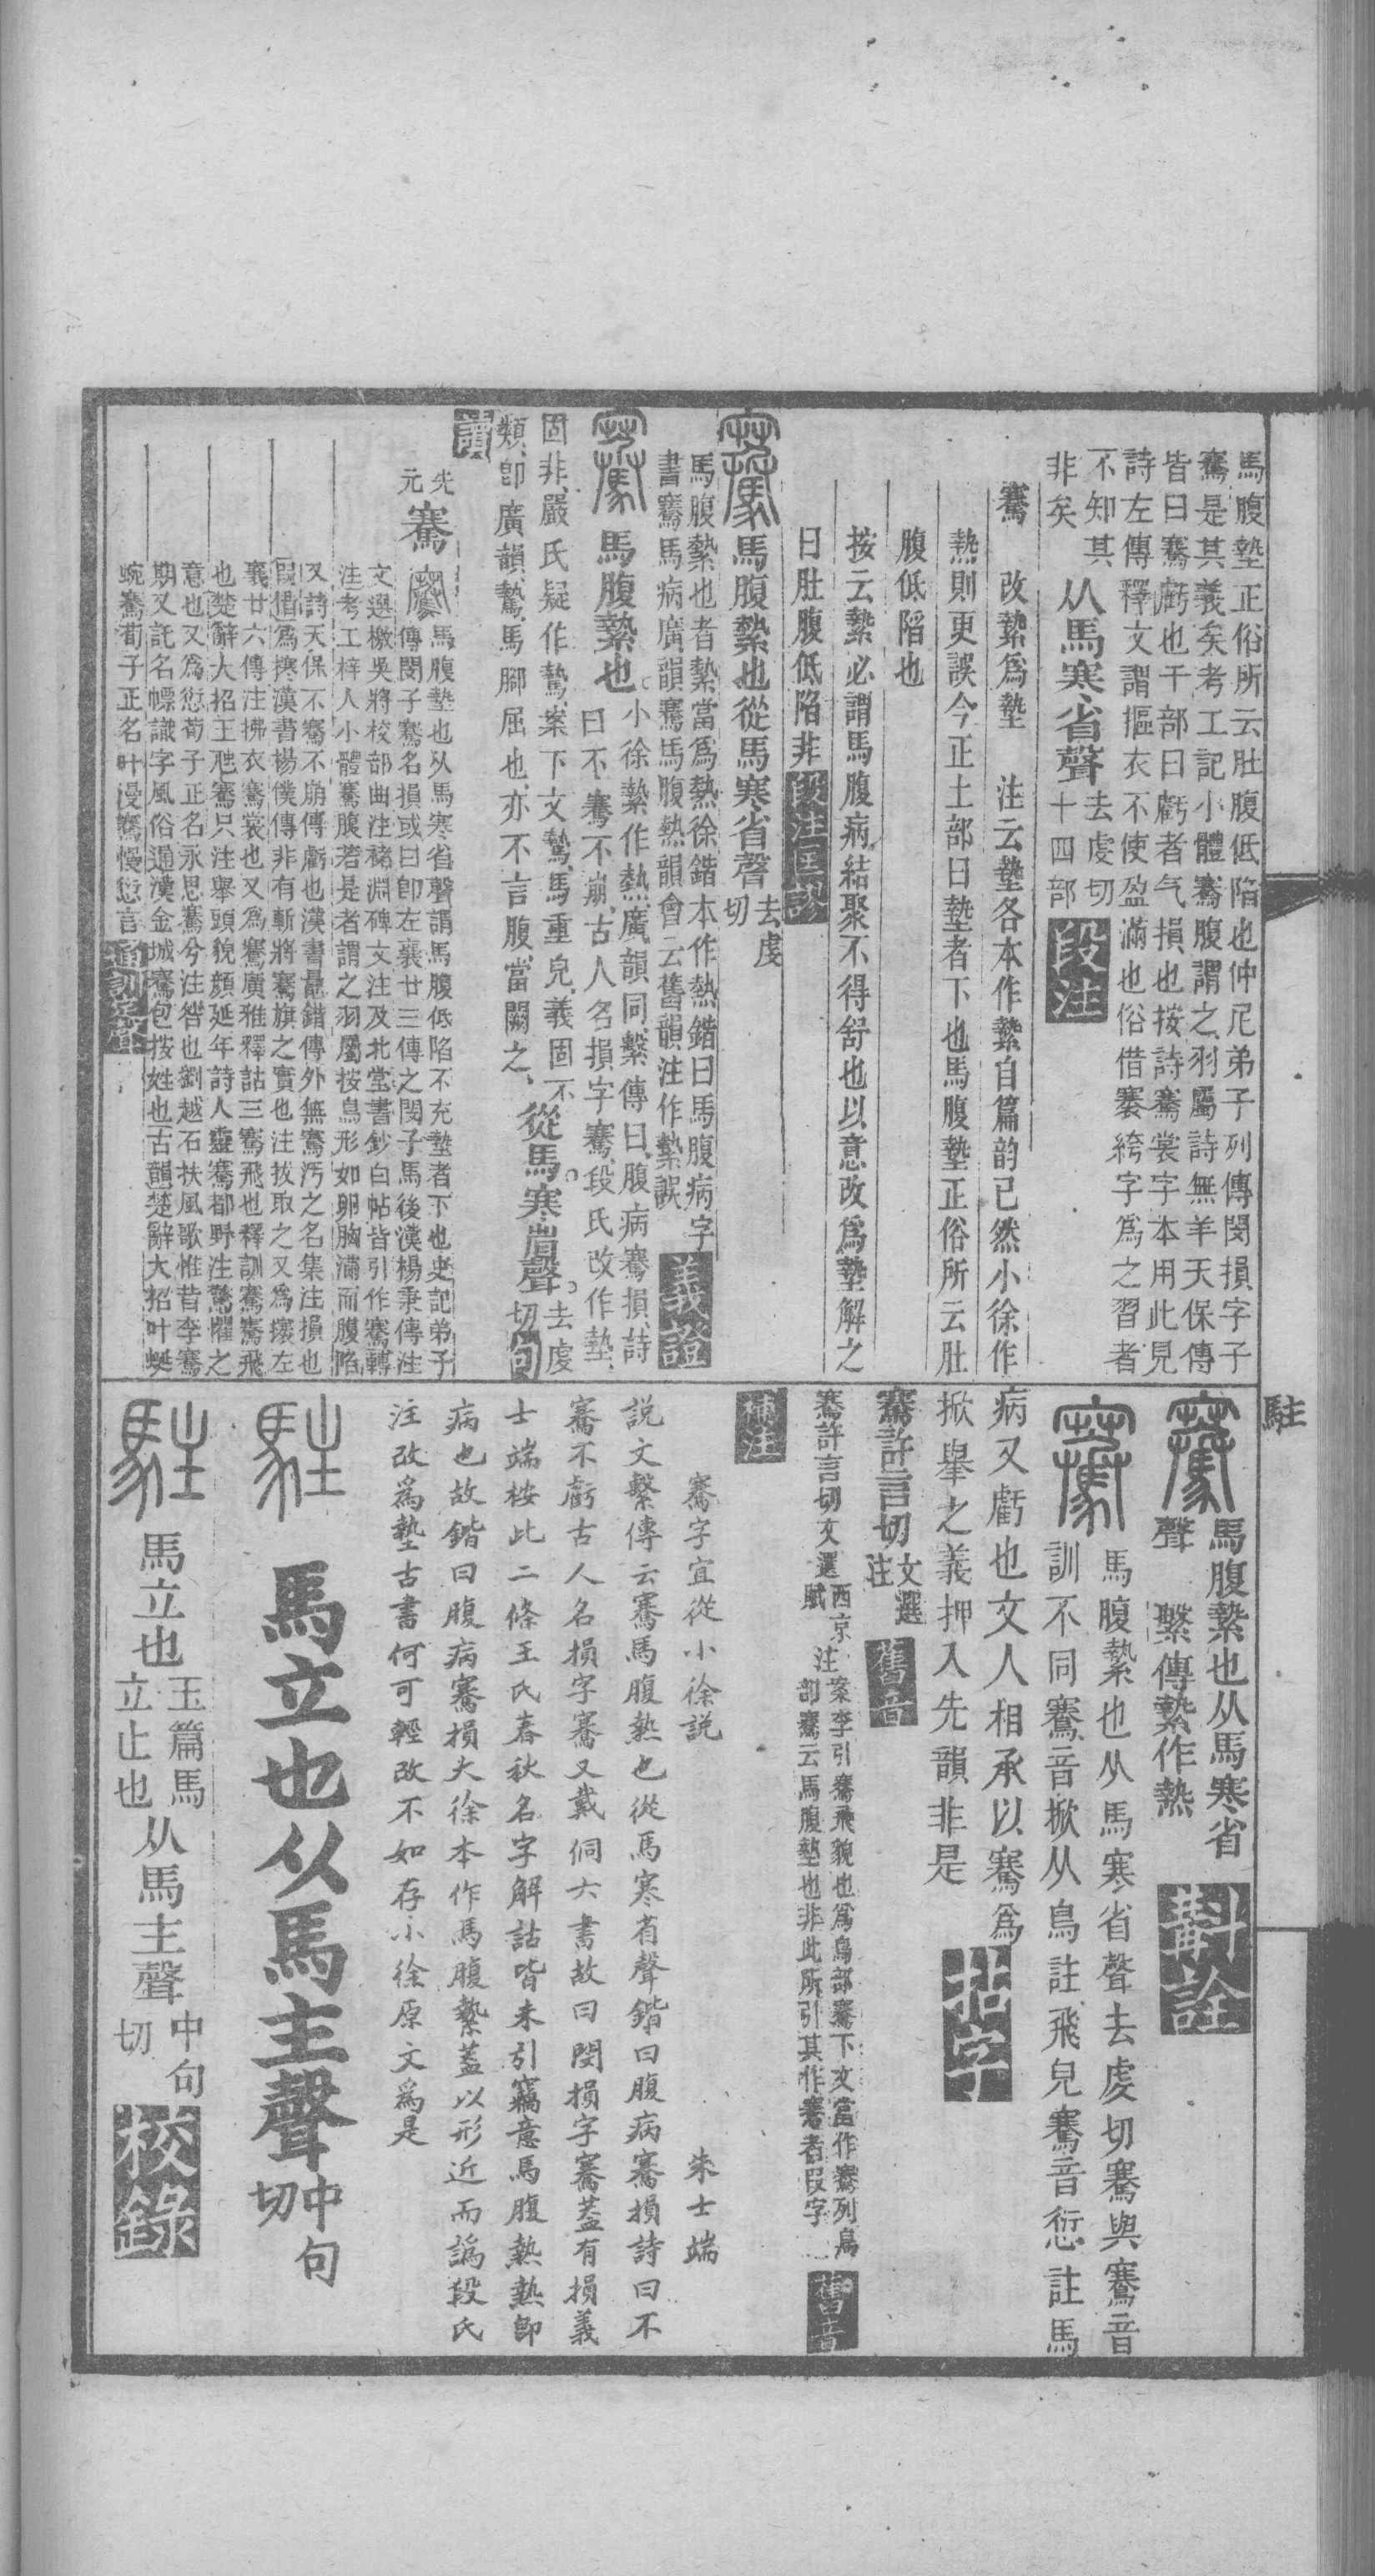 馬腹墊正俗所云肚腹低陷也仲尼弟子列傳閔損字子
騫是其義矣考工記小體騫腹謂之羽屬詩無羊天保傳
皆曰騫虧也亏部曰虧者气損也按詩騫裳字本用此見
詩左傳釋文謂摳衣不使盈滿也俗借褰絝字爲之習者
不知其
非矣
从馬寒省聲
去虔切
十四部
段注
騫　改縶爲墊　注云墊各本作縶自篇韵已然小徐作
熱則更誤今正土部曰墊者下也馬腹墊正俗所云肚
腹低陷也
按云縶必謂馬腹病結聚不得舒也以意改爲墊解之
曰肚腹低陷非
段注匡謬
馬腹縶也從馬寒省聲
去虔
切
馬腹縶也者縶當爲熱徐鍇本作熱鍇曰馬腹病字
書騫馬病廣韻騫馬腹熱韻會云舊韻注作縶誤
義證
馬腹縶也
小徐縶作熱廣韻同繫傳曰腹病騫損詩
曰不騫不崩古人名損字騫段氏改作墊
固非嚴氏疑作騺案下文騺馬重皃義固不
類卽廣韻騺馬腳屈也亦不言腹當闕之
從馬寒省聲
去虔
切
句讀
先
元
騫
馬腹墊也从馬寒省聲謂馬腹低陷不充墊者下也史記弟子
傳閔子騫名損或曰卽左襄廿三傳之閔子馬後漢楊秉傳注
文選檄吳將校部曲注褚淵碑文注及北堂書鈔白帖皆引作騫轉
注考工梓人小體騫腹若是者謂之羽屬按鳥形如卵胸滿而腹陷
又詩天保不騫不崩傳虧也漢書鼂錯傳外無騫汚之名集注損也
叚借爲搴漢書楊僕傳非有斬將騫旗之實也注拔取之又爲攐左
襄廿六傳注拂衣騫裳也又爲鶱廣雅釋詁三騫飛也釋訓騫騫飛
也楚辭大招王虺騫只注舉頭貌顏延年詩人靈騫都野注驚懼之
意也又爲愆荀子正名永思騫兮注咎也劉越石扶風歌惟昔李騫
期又託名幖識字風俗通漢金城騫包按姓也古韻楚辭大招叶蜒
蜿騫荀子正名叶漫騫慢愆言
通訓定聲
駐
馬腹縶也从馬寒省
聲　繫傳縶作熱
斠詮
馬腹縶也从馬寒省聲去虔切騫與鶱音
訓不同鶱音掀从鳥註飛皃騫音愆註馬
病又虧也文人相承以騫爲
掀舉之義押入先韻非是
拈字
騫許言切
文選
注
舊音
騫許言切文選
西京
賦
注
案李引騫飛貌也爲鳥部鶱下文當作鶱列鳥
部騫云馬腹墊也非此所引其作騫者叚字
舊音
補注
騫字宜從小徐説　朱士端
説文繫傳云騫馬腹熱也從馬寒省聲鍇曰腹病騫損詩曰不
騫不虧古人名損字騫又戴侗六書故曰閔損字騫蓋有損義
士端桉此二條王氏春秋名字解詁皆未引竊意馬腹熱熱卽
病也故鍇曰腹病騫損大徐本作馬腹縶蓋以形近而譌段氏
注改爲墊古書何可輕改不如存小徐原文爲是
馬立也从馬主聲
中句
切
馬立也
玉篇馬
立止也
从馬主聲
中句
切
校錄